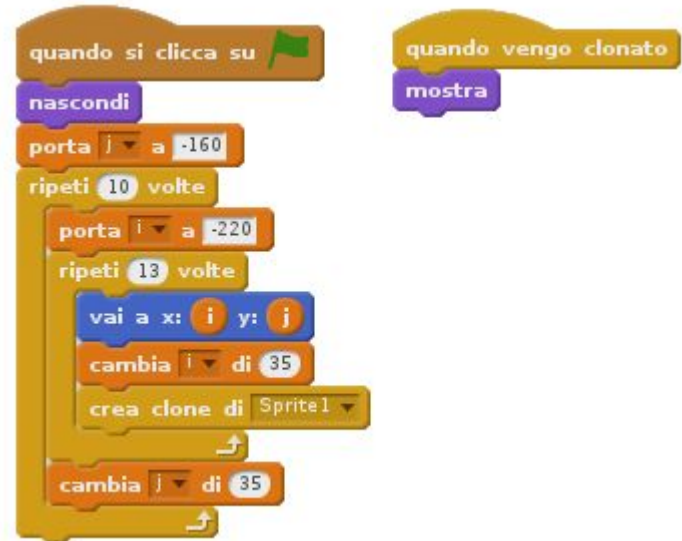 quando si clicca su
nascondi
porta j a -160
ripeti 10 volte
porta i a -220
ripeti 13 volte
vai a x: i y: j
cambia i di 35
crea clone di Sprite1
cambia j di 35
quando vengo clonato
mostra